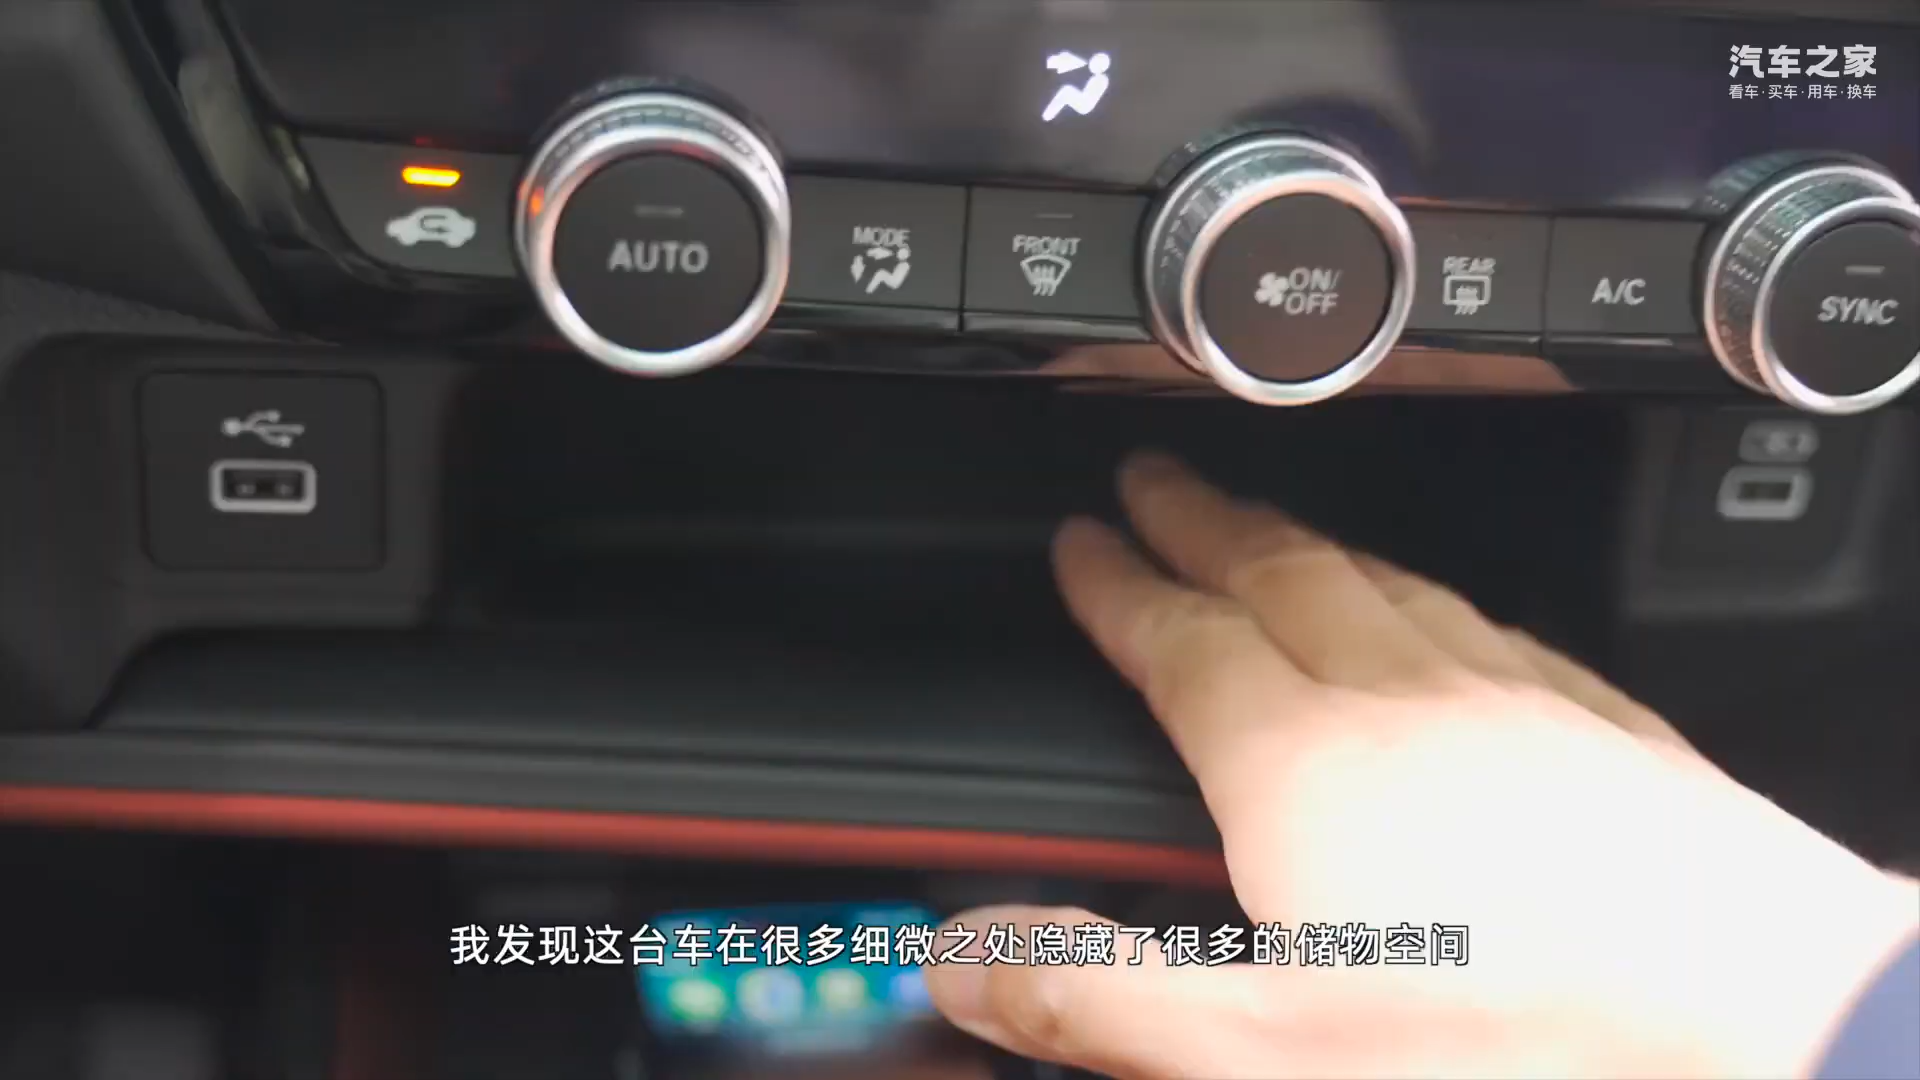 汽车之家
看车·买车·用车·换车
AUTO
MODE
FRONT
ON/
OFF
REAR
A/C
SYNC
我发现这台车在很多细微之处隐藏了很多的储物空间